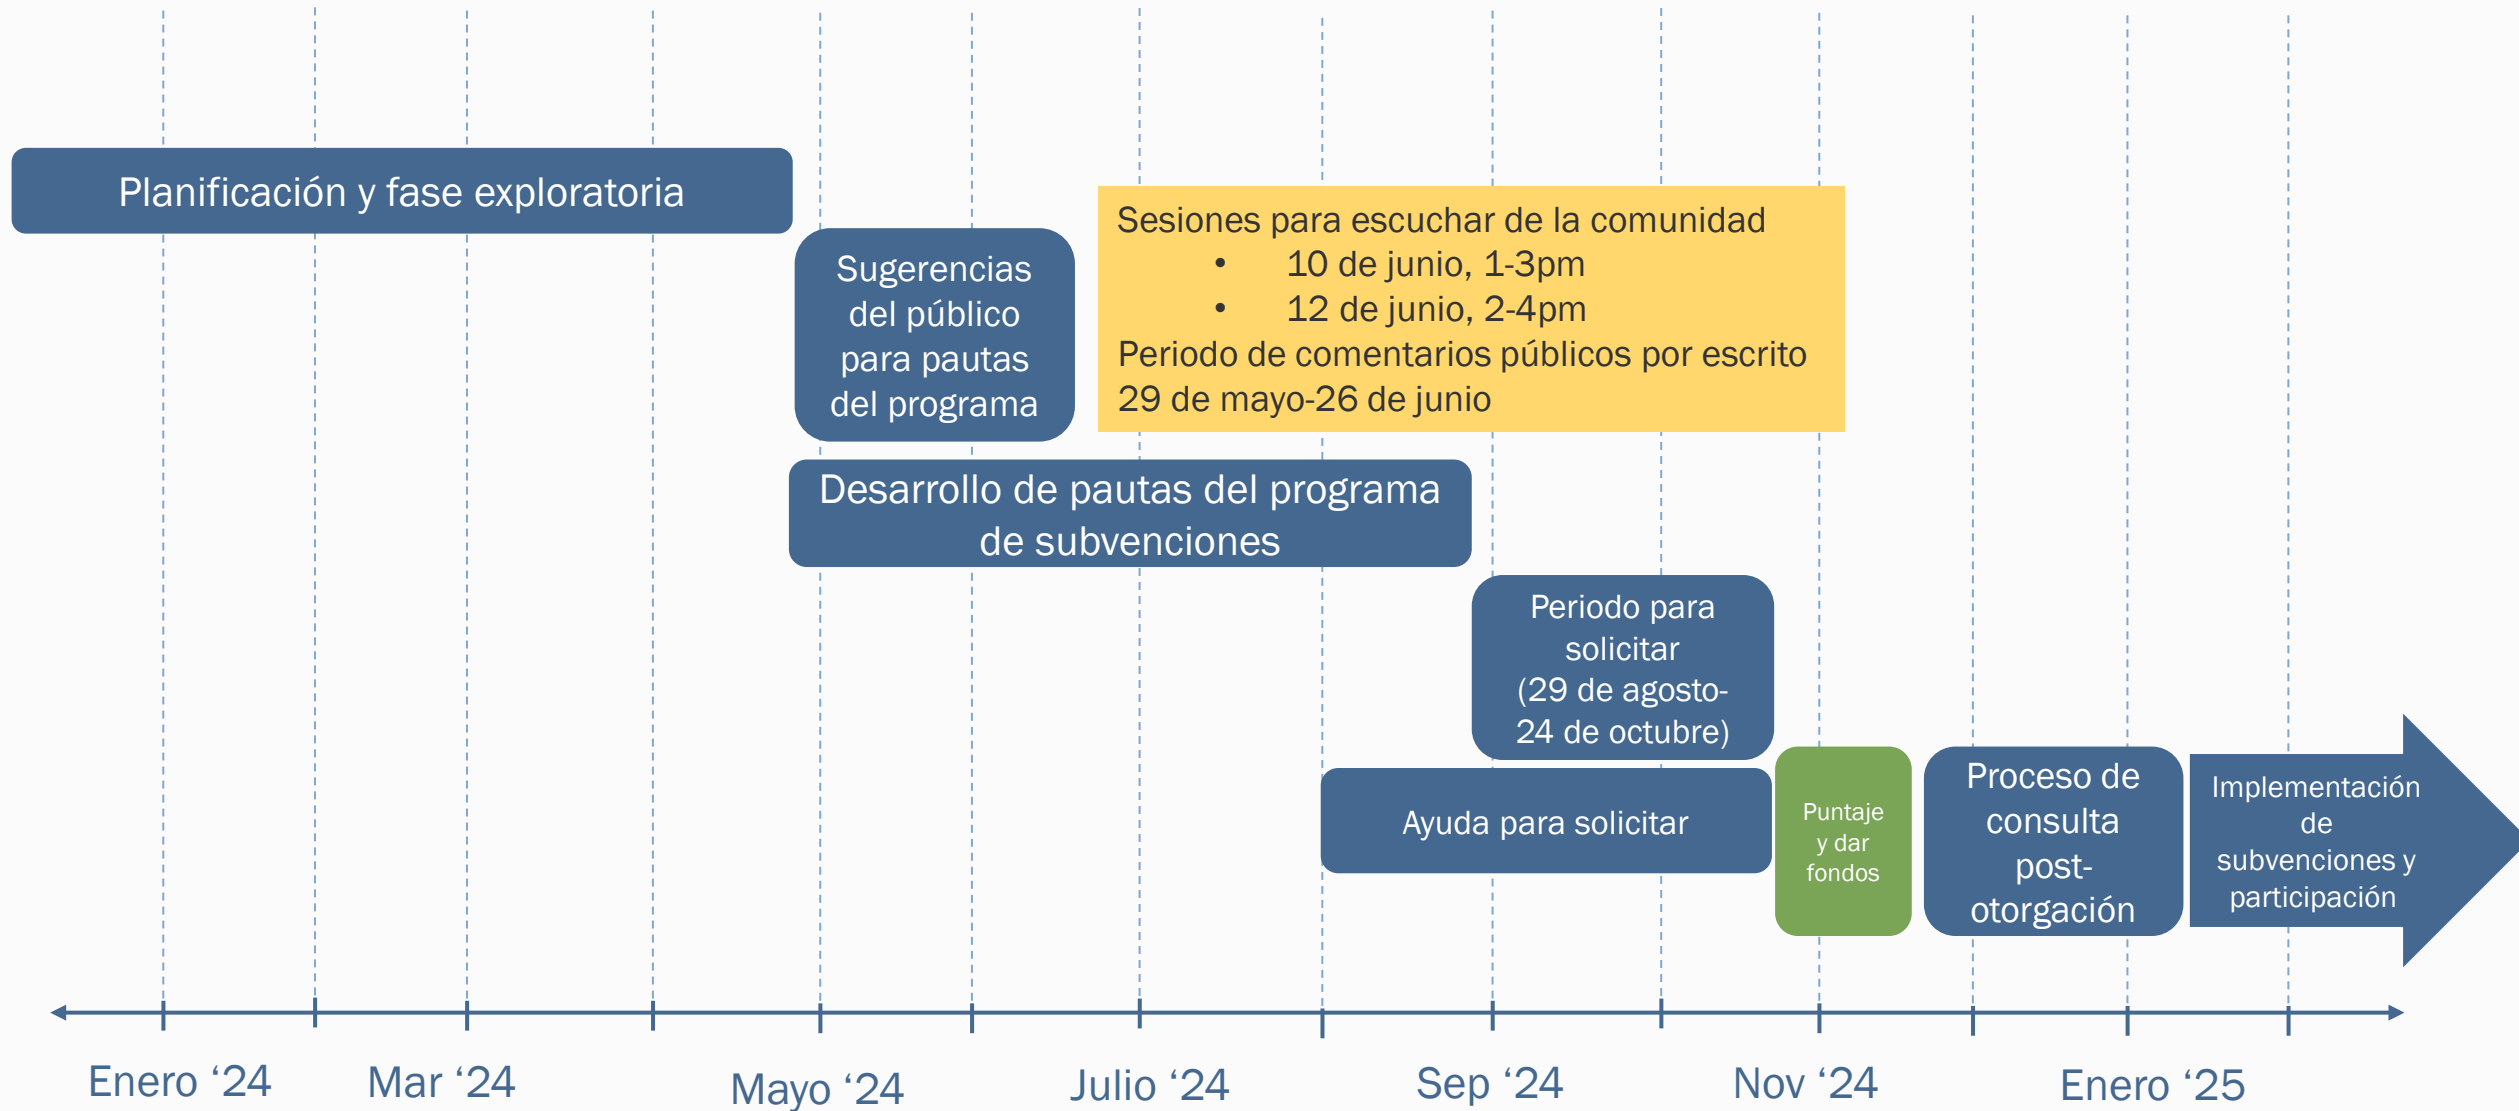 Planificación y fase exploratoria
Sugerencias
del público
para pautas
del programa
Sesiones para escuchar de la comunidad
• 10 de junio, 1-3pm
• 12 de junio, 2-4pm
Periodo de comentarios públicos por escrito
29 de mayo-26 de junio
Desarrollo de pautas del programa
de subvenciones
Periodo para
solicitar
(29 de agosto-
24 de octubre)
Ayuda para solicitar
Puntaje
y dar
fondos
Proceso de
consulta
post-
otorgación
Implementación
de
subvenciones y
participación
Enero ‘24
Mar ‘24
Mayo ‘24
Julio ‘24
Sep ‘24
Nov ‘24
Enero ‘25